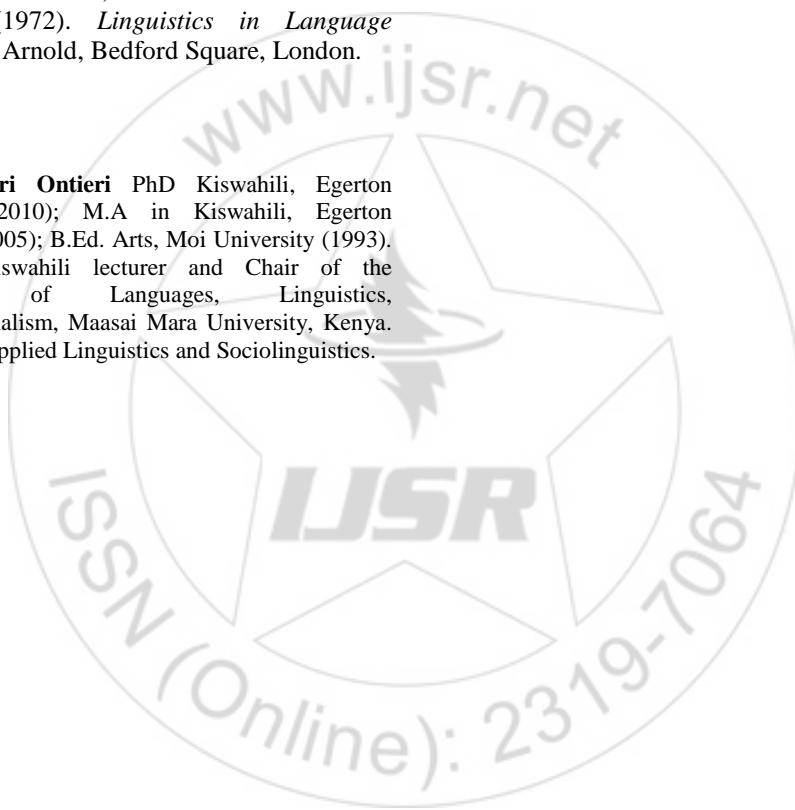 (1972). Linguistics in Language
Arnold, Bedford Square, London.
www.ijsr.net
ri Ontieri PhD Kiswahili, Egerton
2010); M.A in Kiswahili, Egerton
005); B.Ed. Arts, Moi University (1993).
swahili lecturer and Chair of the
of Languages, Linguistics,
alism, Maasai Mara University, Kenya.
pplied Linguistics and Sociolinguistics.
IJSR
ISSN (Online): 2319-7064